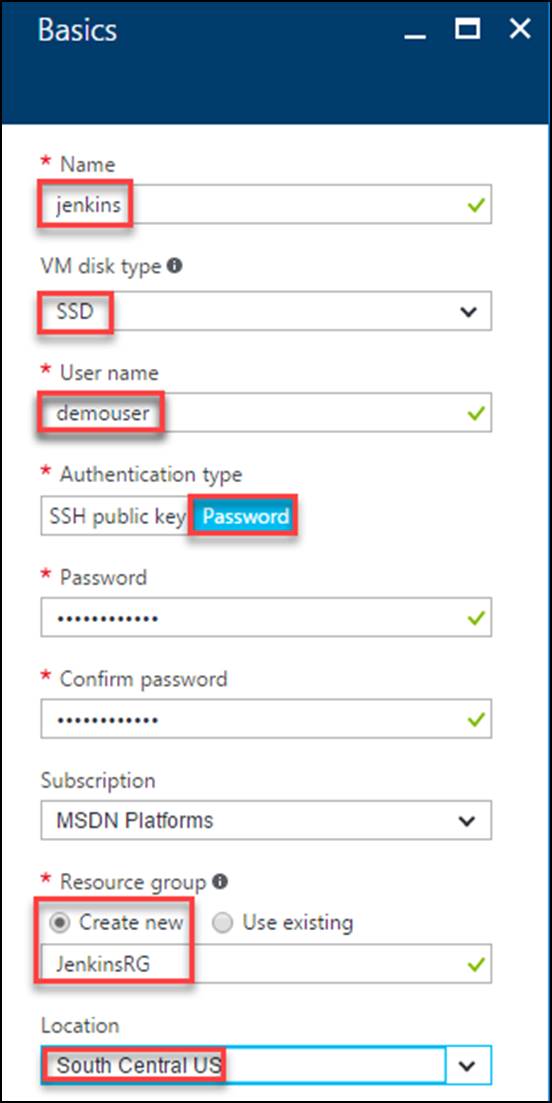 Basics
* Name
jenkins
VM disk type
SSD
* User name
demouser
* Authentication type
SSH public key Password
* Password
••••••••••••
* Confirm password
••••••••••••
Subscription
MSDN Platforms
* Resource group
Create new Use existing
JenkinsRG
Location
South Central US